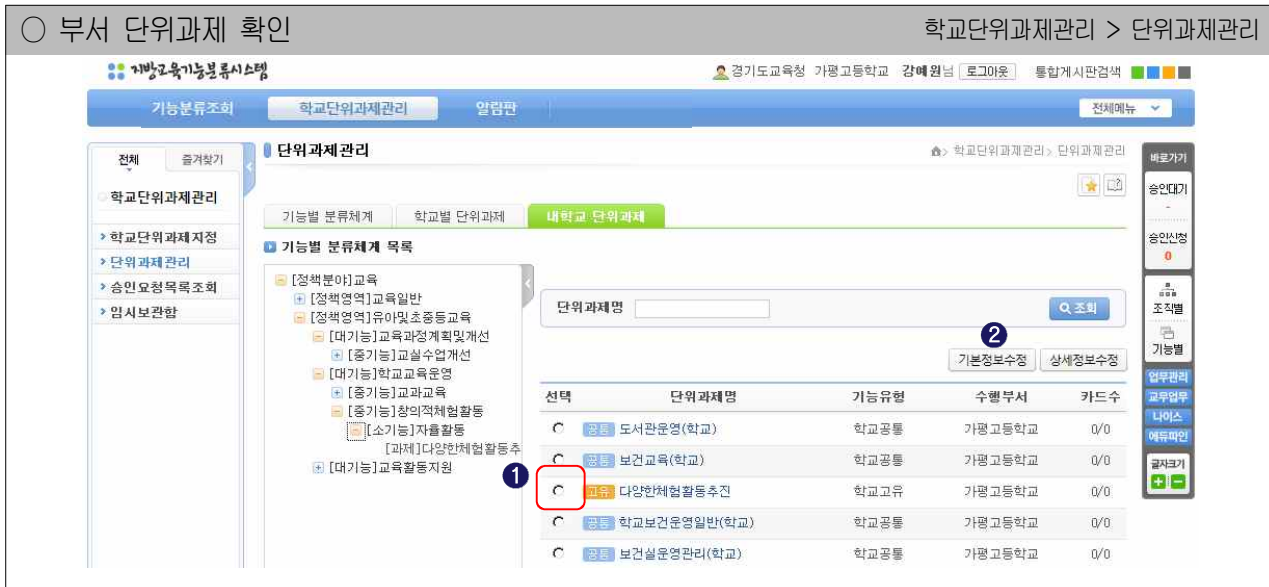 ○ 부서 단위과제 확인
학교단위과제관리 > 단위과제관리
지방교육기능분류시스템
경기도교육청 가평고등학교 강예원님 로그아웃 통합게시판검색
기능분류조회 학교단위과제관리 알림판 전체메뉴
전체 즐겨찾기
학교단위과제관리
학교단위과제지정
단위과제관리
승인요청목록조회
임시보관함
단위과제관리
학교단위과제관리> 단위과제관리
기능별 분류체계 학교별 단위과제 내학교 단위과제
기능별 분류체계 목록
[정책분야]교육
[정책영역]교육일반
[정책영역]유아및초중등교육
[대기능]교육과정계획및개선
[중기능]교실수업개선
[대기능]학교교육운영
[중기능]교과교육
[중기능]창의적체험활동
[소기능]자율활동
[과제]다양한체험활동추
[대기능]교육활동지원
단위과제명 조회
❷
기본정보수정 상세정보수정
선택 단위과제명 기능유형 수행부서 카드수
공통 도서관운영(학교) 학교공통 가평고등학교 0/0
공통 보건교육(학교) 학교공통 가평고등학교 0/0
❶
고유 다양한체험활동추진 학교고유 가평고등학교 0/0
공통 학교보건운영일반(학교) 학교공통 가평고등학교 0/0
공통 보건실운영관리(학교) 학교공통 가평고등학교 0/0
바로가기
승인대기
-
승인신청
0
조직별
기능별
업무관리
교무업무
나이스
에듀파인
글자크기